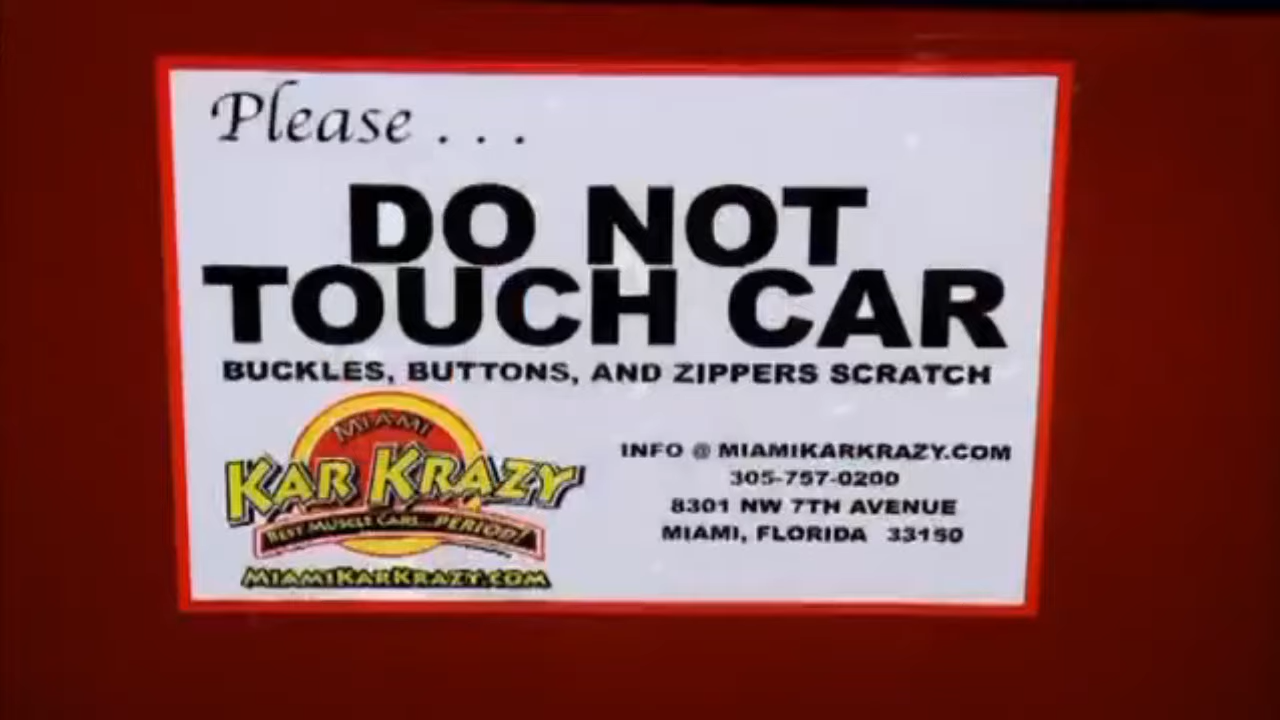 Please . . .
DO NOT
TOUCH CAR
BUCKLES, BUTTONS, AND ZIPPERS SCRATCH
MIAMI
KAR KRAZY
BEST MUSCLE CARS... PERIOD!
MIAMIKARKRAZY.COM
INFO @ MIAMIKARKRAZY.COM
305-757-0200
8301 NW 7TH AVENUE
MIAMI, FLORIDA 33150